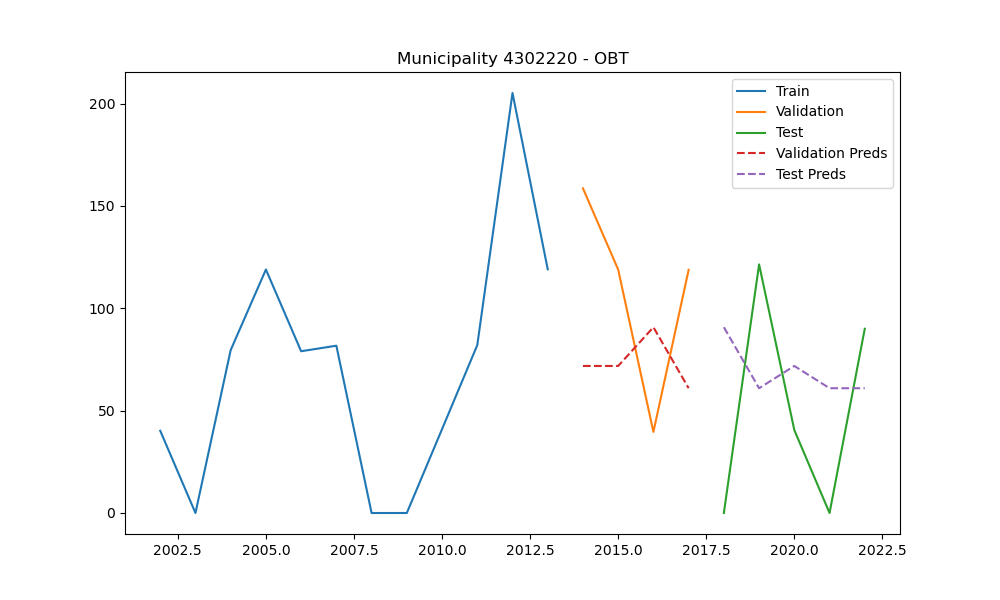 Municipality 4302220 - OBT
Train
Validation
Test
Validation Preds
Test Preds
200
150
100
50
0
2002.5 2005.0 2007.5 2010.0 2012.5 2015.0 2017.5 2020.0 2022.5